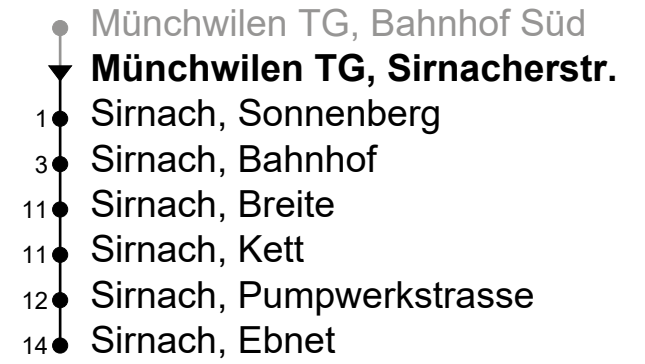 Münchwilen TG, Bahnhof Süd
Münchwilen TG, Sirnacherstr.
1 Sirnach, Sonnenberg
3 Sirnach, Bahnhof
11 Sirnach, Breite
11 Sirnach, Kett
12 Sirnach, Pumpwerkstrasse
14 Sirnach, Ebnet